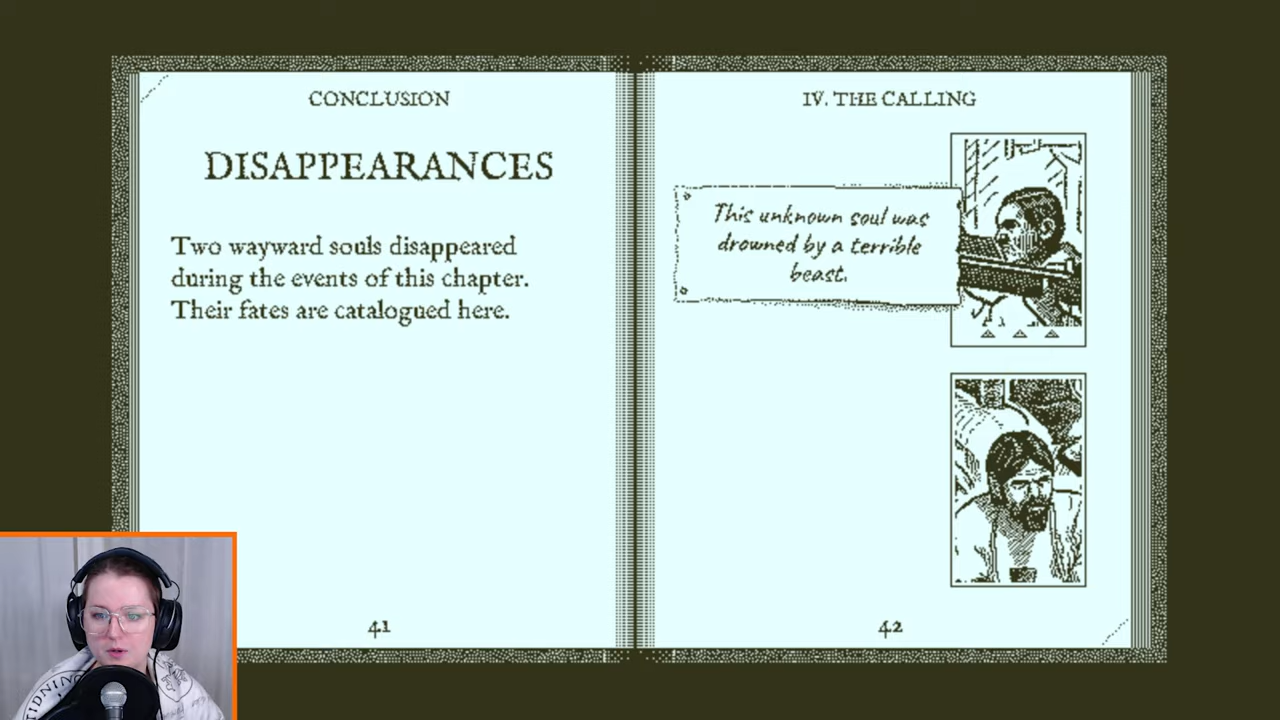 CONCLUSION
DISAPPEARANCES
Two wayward souls disappeared
during the events of this chapter.
Their fates are catalogued here.
41
IV. THE CALLING
This unknown soul was
drowned by a terrible
beast.
42
TIDNIN